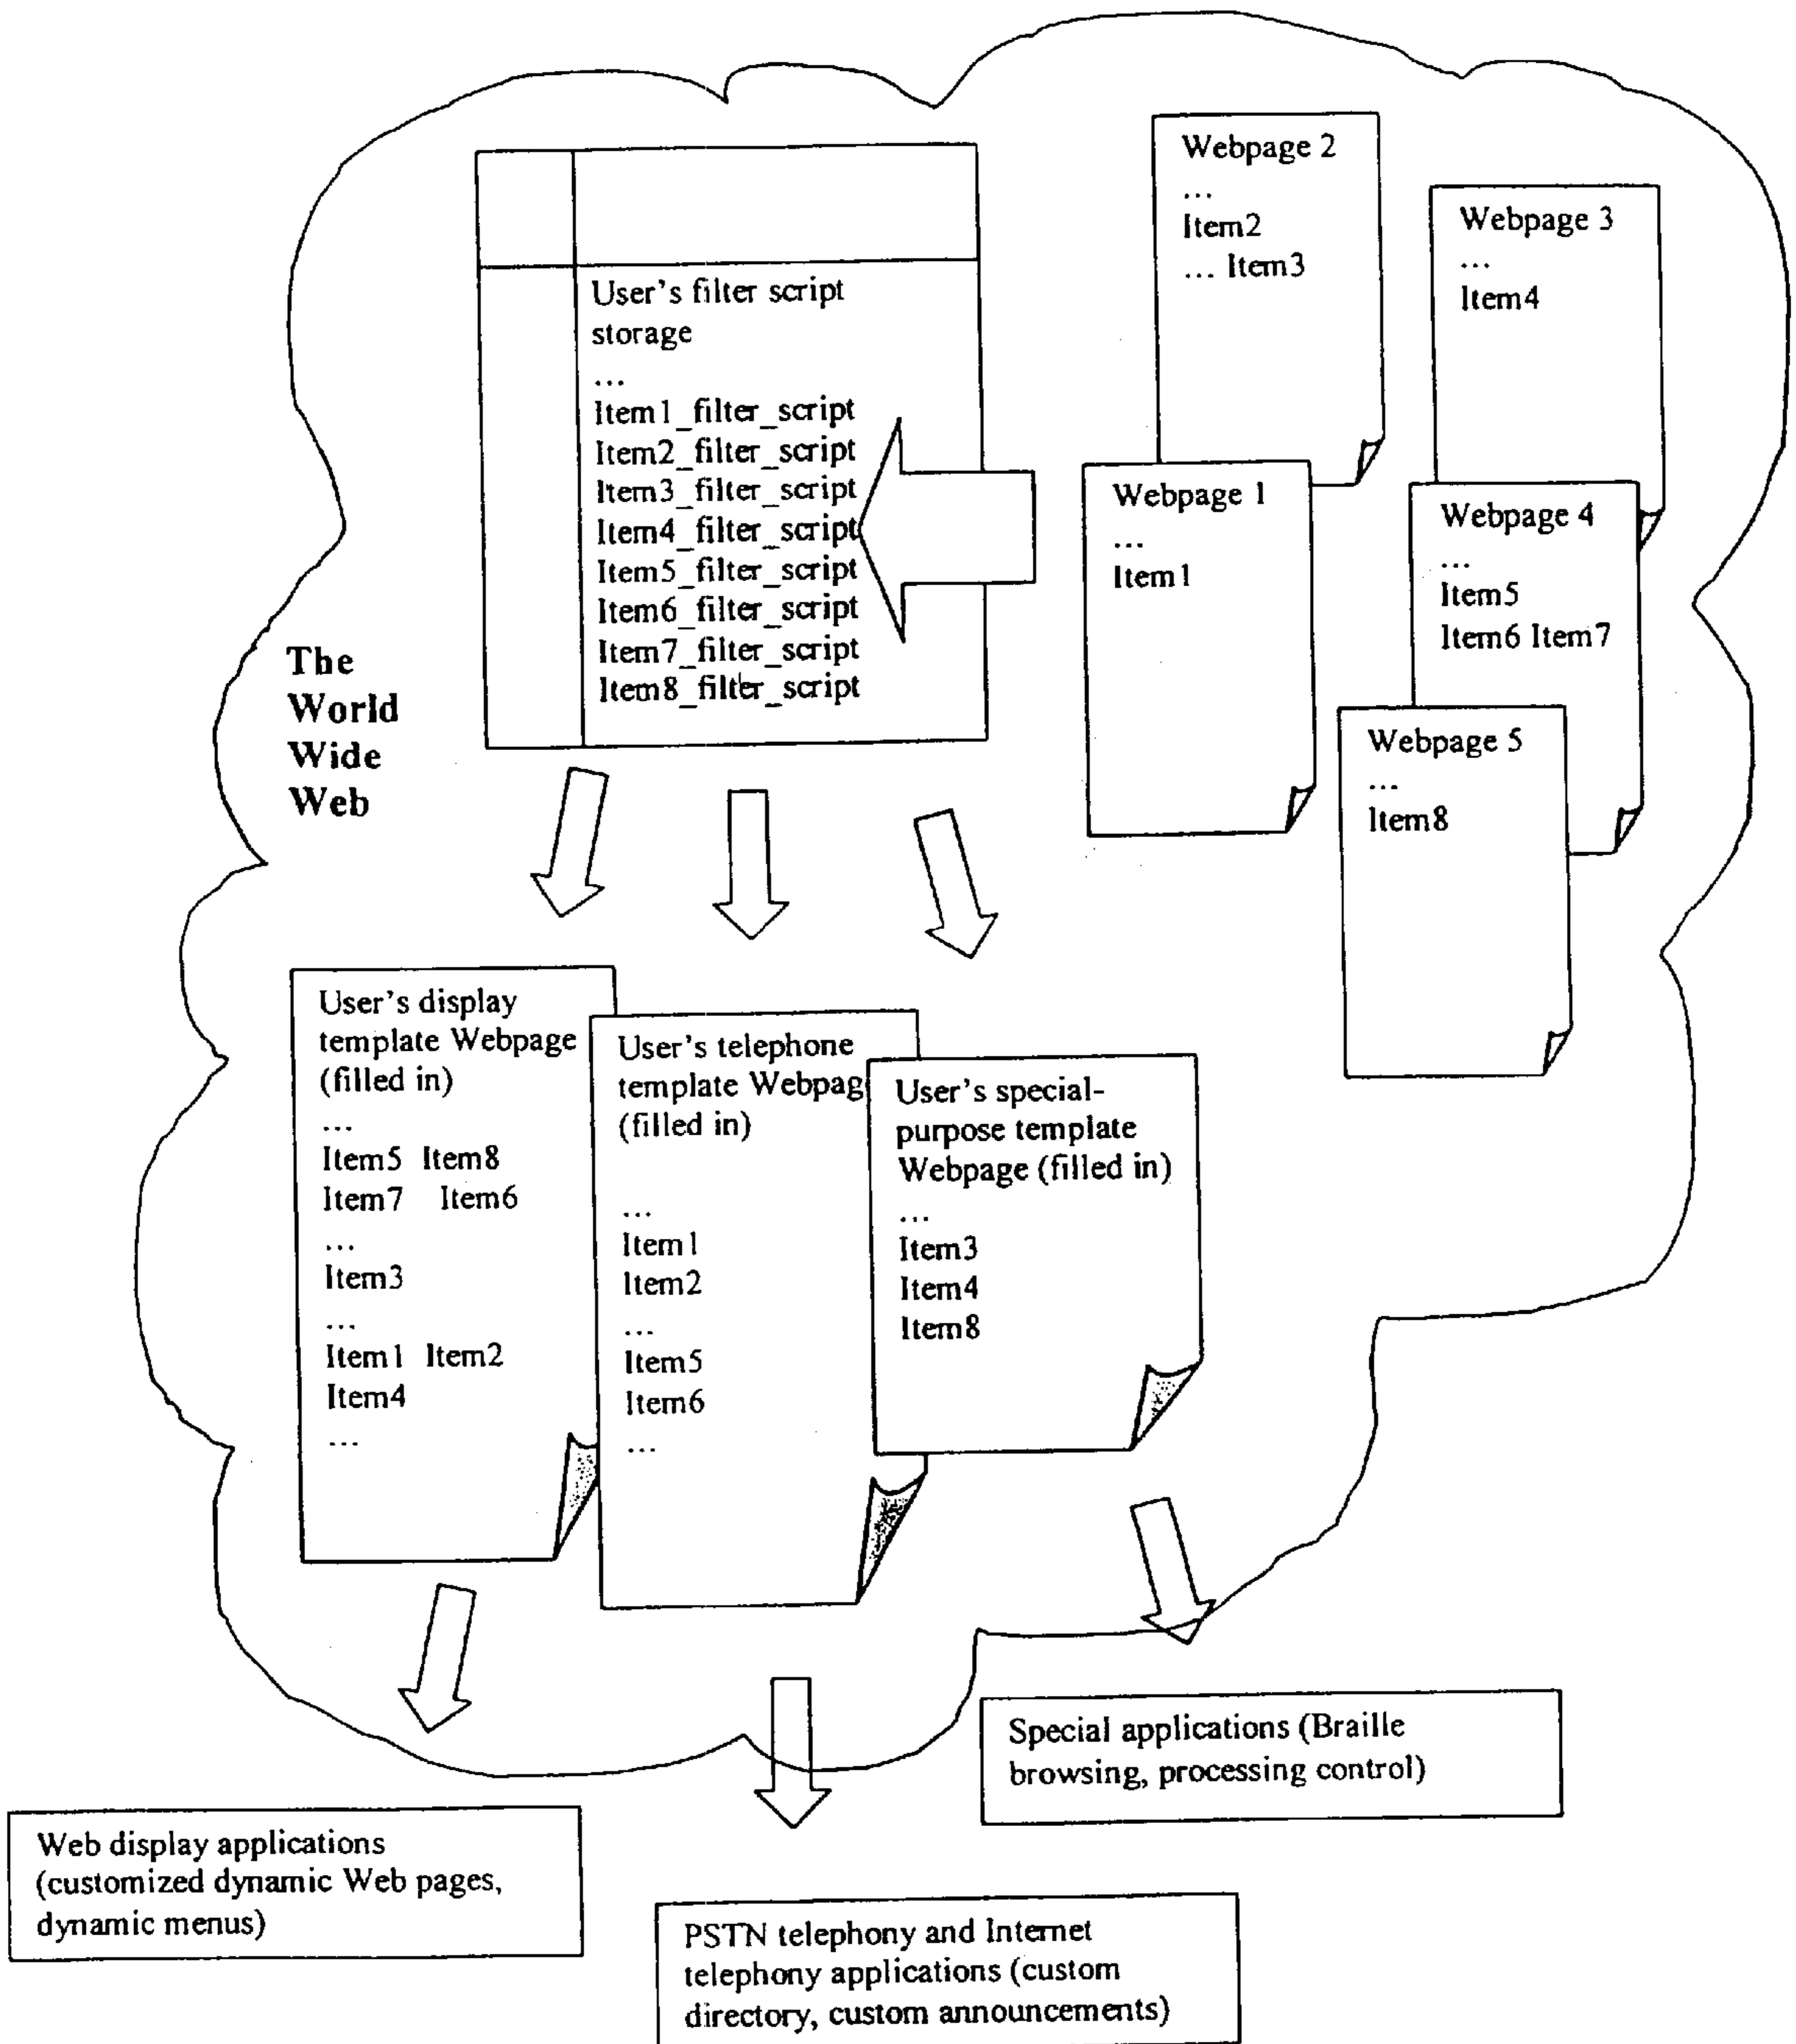 Webpage 2
...
Item2
... Item3
Webpage 3
...
Item4
User's filter script
storage
...
Item1_filter_script
Item2_filter_script
Item3_filter_script
Item4_filter_script
Item5_filter_script
Item6_filter_script
Item7_filter_script
Item8_filter_script
Webpage 1
...
Item1
Webpage 4
...
Item5
Item6 Item7
The
World
Wide
Web
Webpage 5
...
Item8
User's display
template Webpage
(filled in)
...
Item5 Item8
Item7 Item6
...
Item3
...
Item1 Item2
Item4
...
User's telephone
template Webpag
(filled in)
...
Item1
Item2
...
Item5
Item6
...
User's special-
purpose template
Webpage (filled in)
...
Item3
Item4
Item8
Special applications (Braille
browsing, processing control)
Web display applications
(customized dynamic Web pages,
dynamic menus)
PSTN telephony and Internet
telephony applications (custom
directory, custom announcements)